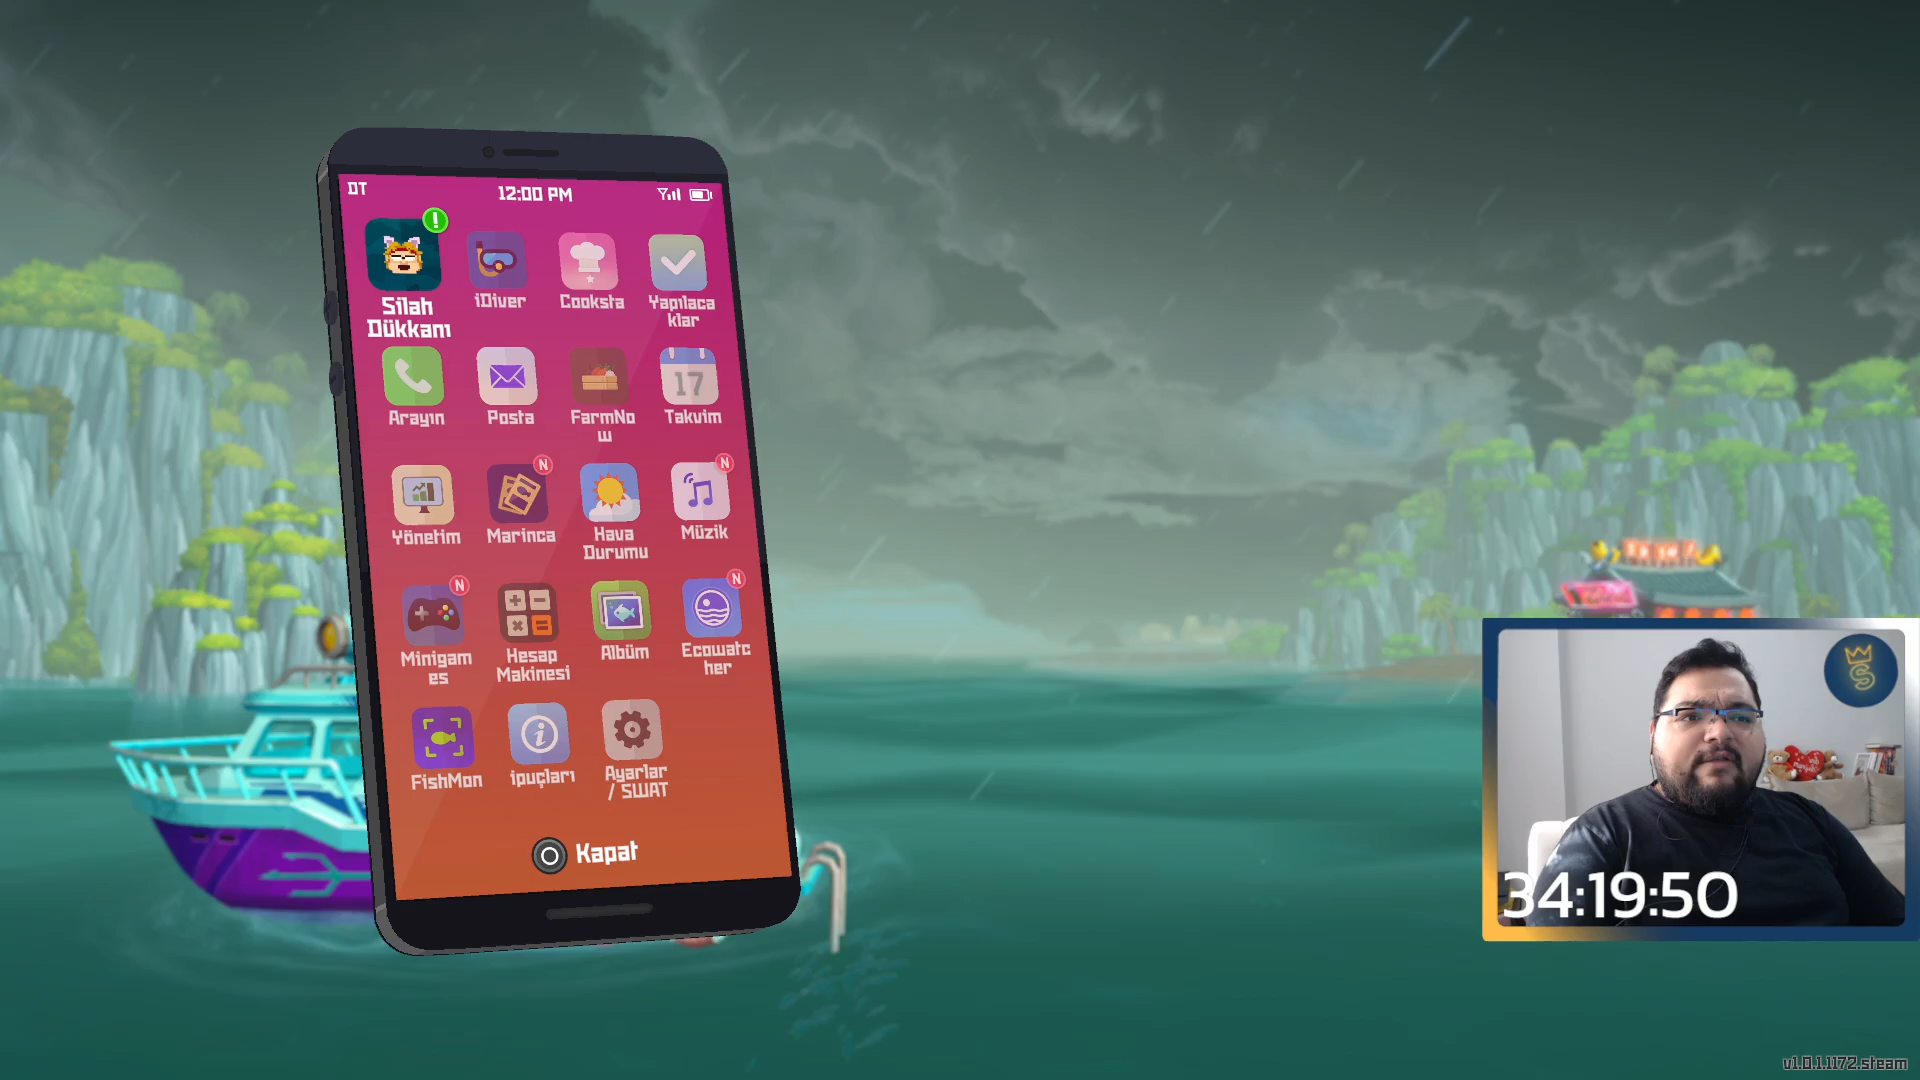 DT
12:00 PM
Silah
Dükkanı
iDiver
Cooksta
Yapılaca
klar
Arayın
Posta
FarmNo
w
17
Takvim
Yönetim
N
Marinca
Hava
Durumu
N
Müzik
N
Minigam
es
Hesap
Makinesi
Albüm
N
Ecowatc
her
FishMon
ipuçları
Ayarlar
/ SWAT
Kapat
34:19:50
v1.0.1.1172.steam